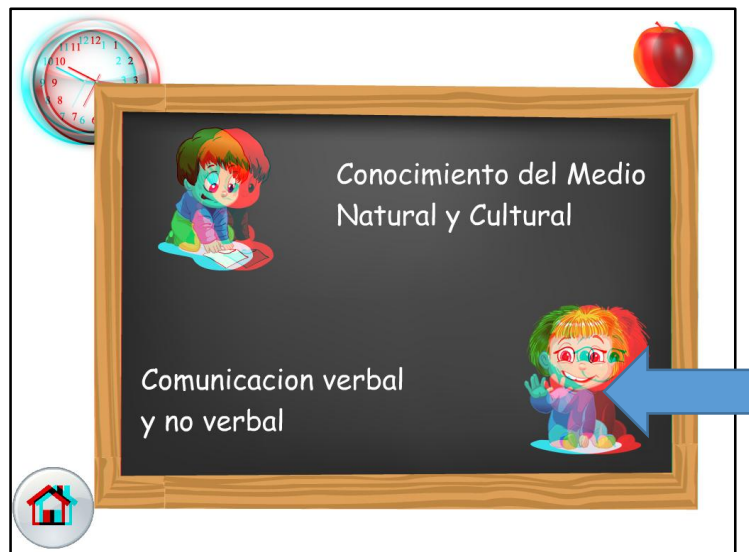 Conocimiento del Medio
Natural y Cultural
Comunicacion verbal
y no verbal